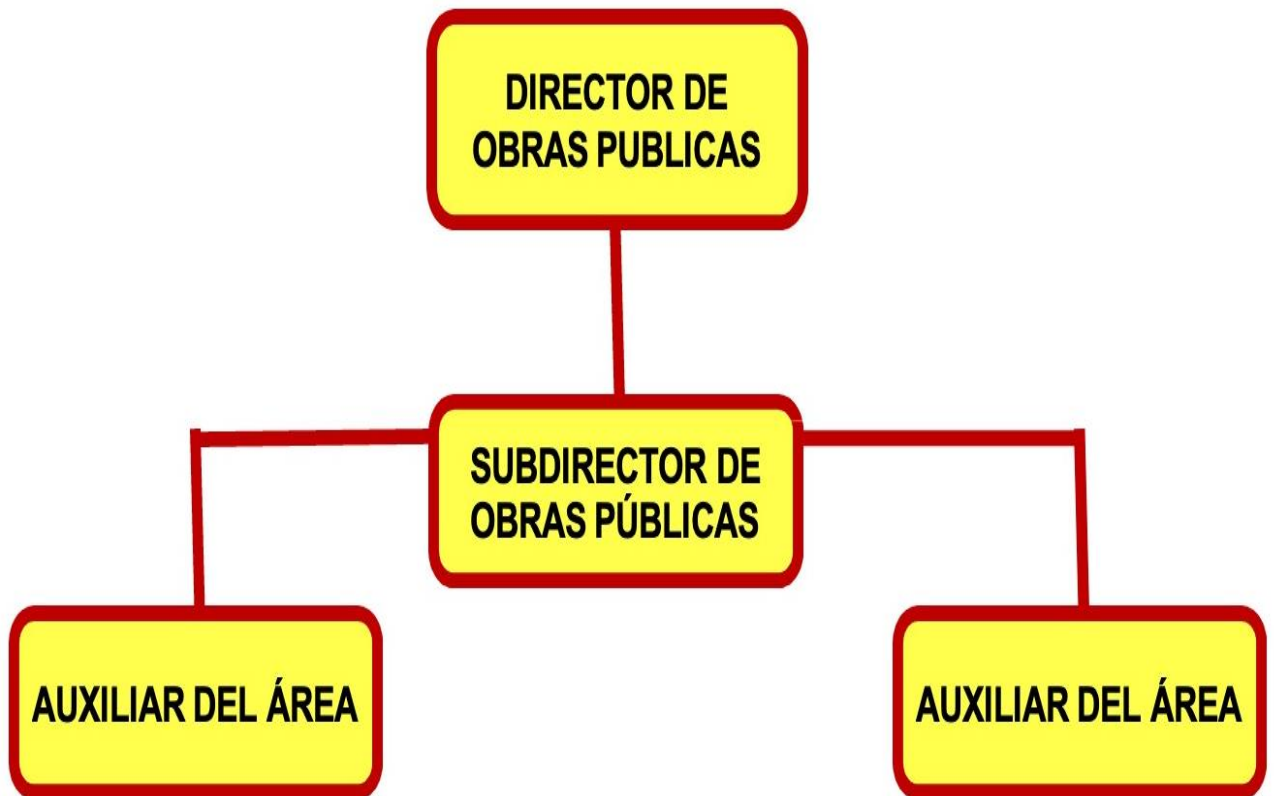 DIRECTOR DE
OBRAS PUBLICAS
SUBDIRECTOR DE
OBRAS PÚBLICAS
AUXILIAR DEL ÁREA
AUXILIAR DEL ÁREA